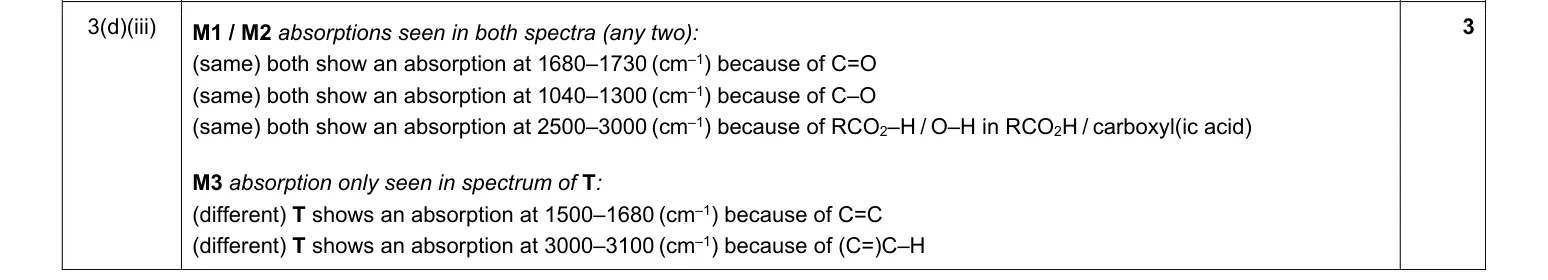 3(d)(iii)
M1 / M2 absorptions seen in both spectra (any two):
3
(same) both show an absorption at 1680–1730 (cm⁻¹) because of C=O
(same) both show an absorption at 1040–1300 (cm⁻¹) because of C–O
(same) both show an absorption at 2500–3000 (cm⁻¹) because of RCO₂–H / O–H in RCO₂H / carboxyl(ic acid)
M3 absorption only seen in spectrum of T:
(different) T shows an absorption at 1500–1680 (cm⁻¹) because of C=C
(different) T shows an absorption at 3000–3100 (cm⁻¹) because of (C=)C–H